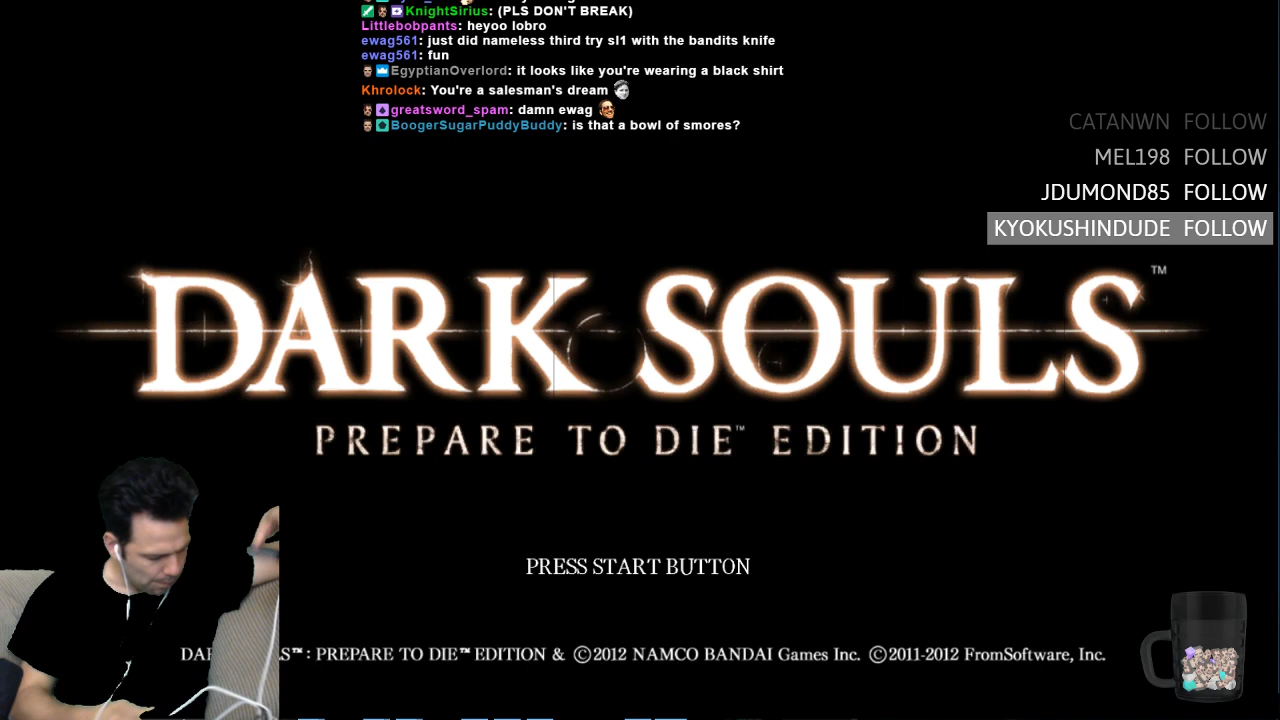 KnightSirius: (PLS DON'T BREAK)
Littlebobpants: heyoo lobro
ewag561: just did nameless third try sl1 with the bandits knife
ewag561: fun
EgyptianOverlord: it looks like you're wearing a black shirt
Khrolock: You're a salesman's dream
greatsword_spam: damn ewag
BoogerSugarPuddyBuddy: is that a bowl of smores?
CATANWN FOLLOW
MEL198 FOLLOW
JDUMOND85 FOLLOW
KYOKUSHINDUDE FOLLOW
DARK SOULS™
PREPARE TO DIE™ EDITION
PRESS START BUTTON
S™: PREPARE TO DIE™ EDITION & ©2012 NAMCO BANDAI Games Inc. ©2011-2012 FromSoftware, Inc.